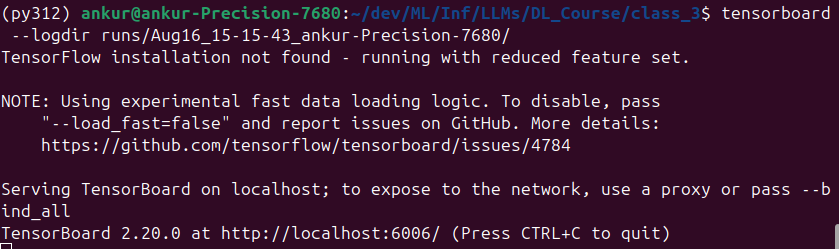 (py312) ankur@ankur-Precision-7680:~/dev/ML/Inf/LLMs/DL_Course/class_3$ tensorboard
 --logdir runs/Aug16_15-15-43_ankur-Precision-7680/
TensorFlow installation not found - running with reduced feature set.

NOTE: Using experimental fast data loading logic. To disable, pass
    "--load_fast=false" and report issues on GitHub. More details:
    https://github.com/tensorflow/tensorboard/issues/4784

Serving TensorBoard on localhost; to expose to the network, use a proxy or pass --b
ind_all
TensorBoard 2.20.0 at http://localhost:6006/ (Press CTRL+C to quit)